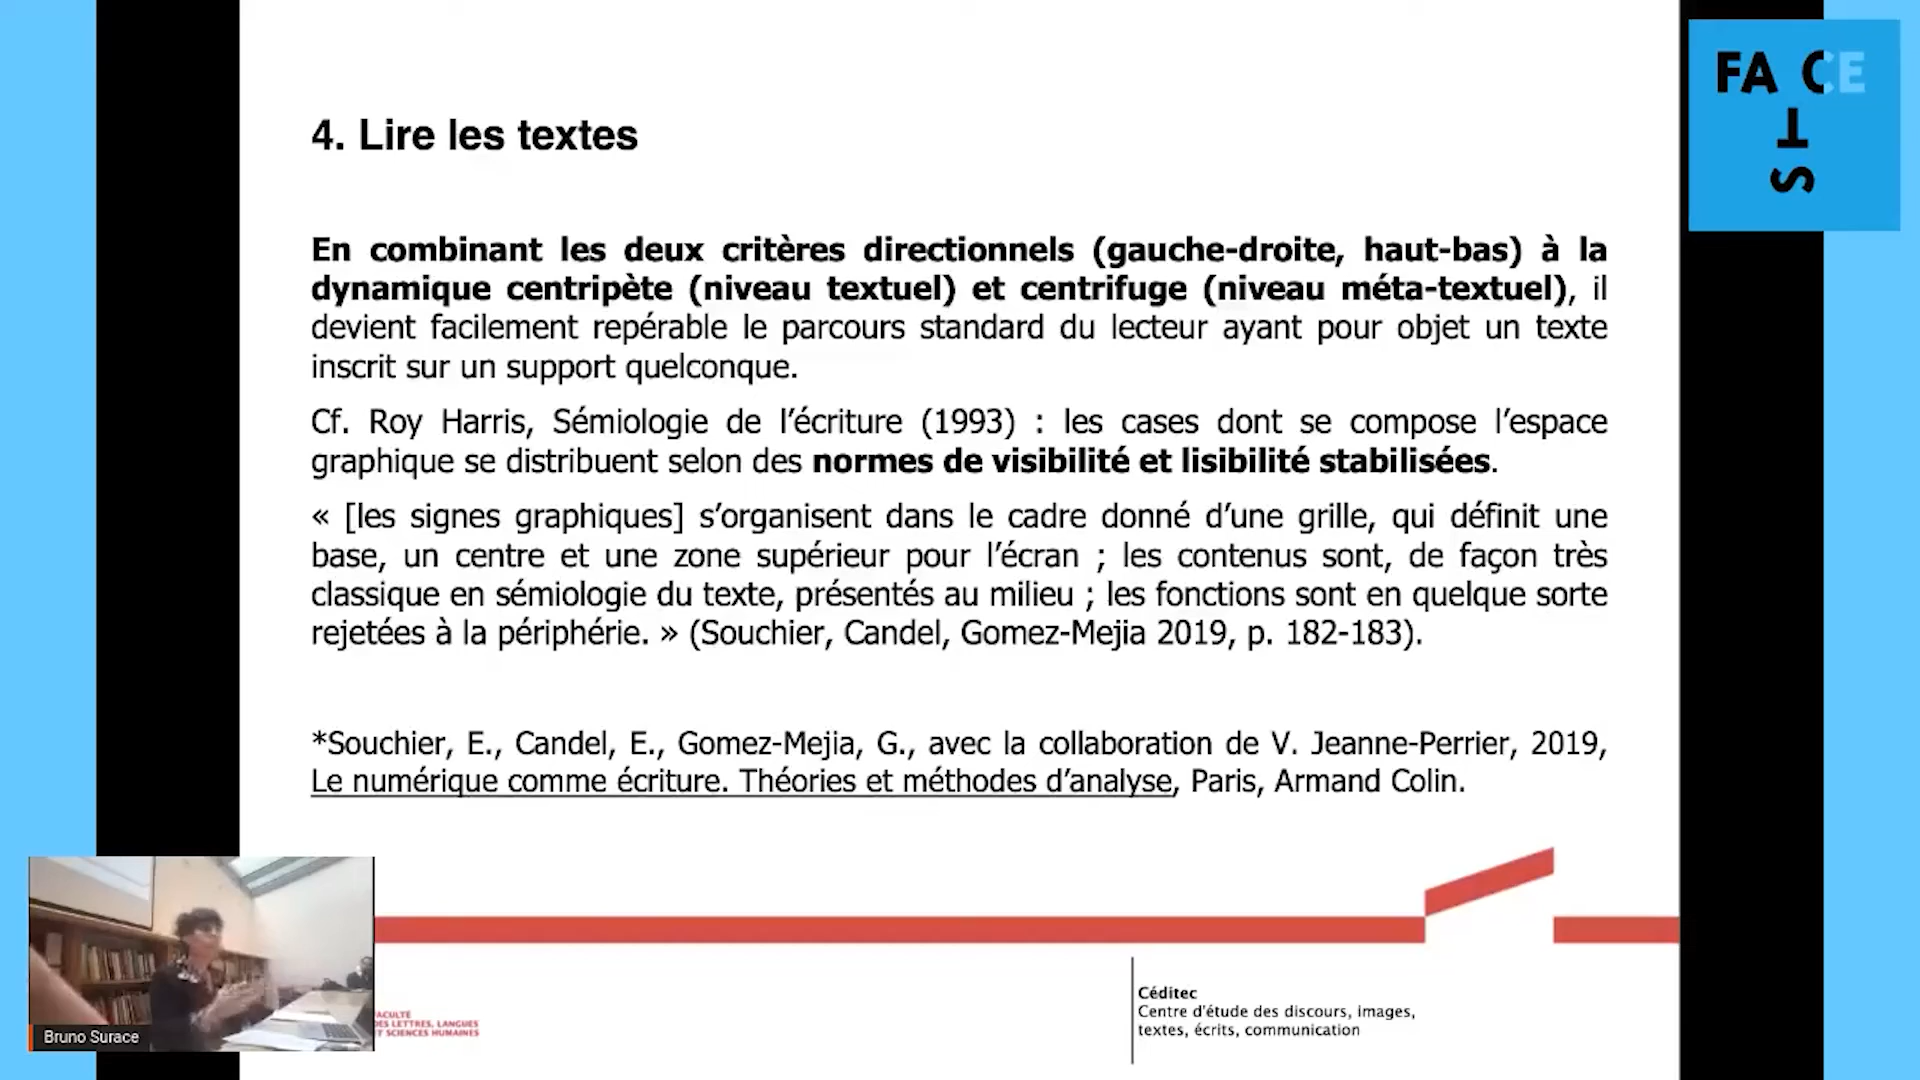 FACE
T
S
4. Lire les textes
En combinant les deux critères directionnels (gauche-droite, haut-bas) à la
dynamique centripète (niveau textuel) et centrifuge (niveau méta-textuel), il
devient facilement repérable le parcours standard du lecteur ayant pour objet un texte
inscrit sur un support quelconque.
Cf. Roy Harris, Sémiologie de l’écriture (1993) : les cases dont se compose l’espace
graphique se distribuent selon des normes de visibilité et lisibilité stabilisées.
« [les signes graphiques] s’organisent dans le cadre donné d’une grille, qui définit une
base, un centre et une zone supérieur pour l’écran ; les contenus sont, de façon très
classique en sémiologie du texte, présentés au milieu ; les fonctions sont en quelque sorte
rejetées à la périphérie. » (Souchier, Candel, Gomez-Mejia 2019, p. 182-183).
*Souchier, E., Candel, E., Gomez-Mejia, G., avec la collaboration de V. Jeanne-Perrier, 2019,
Le numérique comme écriture. Théories et méthodes d’analyse, Paris, Armand Colin.
Bruno Surace
FACULTÉ
DES LETTRES, LANGUES
ET SCIENCES HUMAINES
Céditec
Centre d'étude des discours, images,
textes, écrits, communication